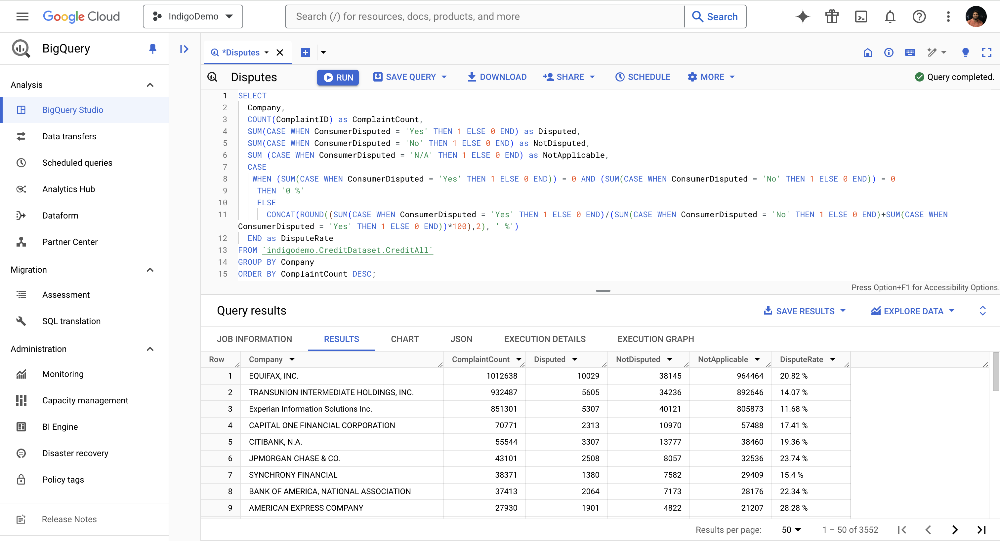 Google Cloud
IndigoDemo
Search (/) for resources, docs, products, and more
Search
BigQuery
Analysis
BigQuery Studio
Data transfers
Scheduled queries
Analytics Hub
Dataform
Partner Center
Migration
Assessment
SQL translation
Administration
Monitoring
Capacity management
BI Engine
Disaster recovery
Policy tags
Release Notes
*Disputes
Disputes
RUN
SAVE QUERY
DOWNLOAD
SHARE
SCHEDULE
MORE
Query completed.
1 SELECT
2 Company,
3 COUNT(ComplaintID) as ComplaintCount,
4 SUM(CASE WHEN ConsumerDisputed = 'Yes' THEN 1 ELSE 0 END) as Disputed,
5 SUM(CASE WHEN ConsumerDisputed = 'No' THEN 1 ELSE 0 END) as NotDisputed,
6 SUM (CASE WHEN ConsumerDisputed = 'N/A' THEN 1 ELSE 0 END) as NotApplicable,
7 CASE
8 WHEN (SUM(CASE WHEN ConsumerDisputed = 'Yes' THEN 1 ELSE 0 END)) = 0 AND (SUM(CASE WHEN ConsumerDisputed = 'No' THEN 1 ELSE 0 END)) = 0
9 THEN '0 %'
10 ELSE
11 CONCAT(ROUND((SUM(CASE WHEN ConsumerDisputed = 'Yes' THEN 1 ELSE 0 END)/(SUM(CASE WHEN ConsumerDisputed = 'No' THEN 1 ELSE 0 END)+SUM(CASE WHEN
ConsumerDisputed = 'Yes' THEN 1 ELSE 0 END))*100),2), ' %')
12 END as DisputeRate
13 FROM `indigodemo.CreditDataset.CreditAll`
14 GROUP BY Company
15 ORDER BY ComplaintCount DESC;
Press Option+F1 for Accessibility Options.
Query results
SAVE RESULTS
EXPLORE DATA
JOB INFORMATION RESULTS CHART JSON EXECUTION DETAILS EXECUTION GRAPH
Row Company ComplaintCount Disputed NotDisputed NotApplicable DisputeRate
1 EQUIFAX, INC. 1012638 10029 38145 964464 20.82 %
2 TRANSUNION INTERMEDIATE HOLDINGS, INC. 932487 5605 34236 892646 14.07 %
3 Experian Information Solutions Inc. 851301 5307 40121 805873 11.68 %
4 CAPITAL ONE FINANCIAL CORPORATION 70771 2313 10970 57488 17.41 %
5 CITIBANK, N.A. 55544 3307 13777 38460 19.36 %
6 JPMORGAN CHASE & CO. 43101 2508 8057 32536 23.74 %
7 SYNCHRONY FINANCIAL 38371 1380 7582 29409 15.4 %
8 BANK OF AMERICA, NATIONAL ASSOCIATION 37413 2064 7173 28176 22.34 %
9 AMERICAN EXPRESS COMPANY 27930 1901 4822 21207 28.28 %
Results per page: 50 1 – 50 of 3552